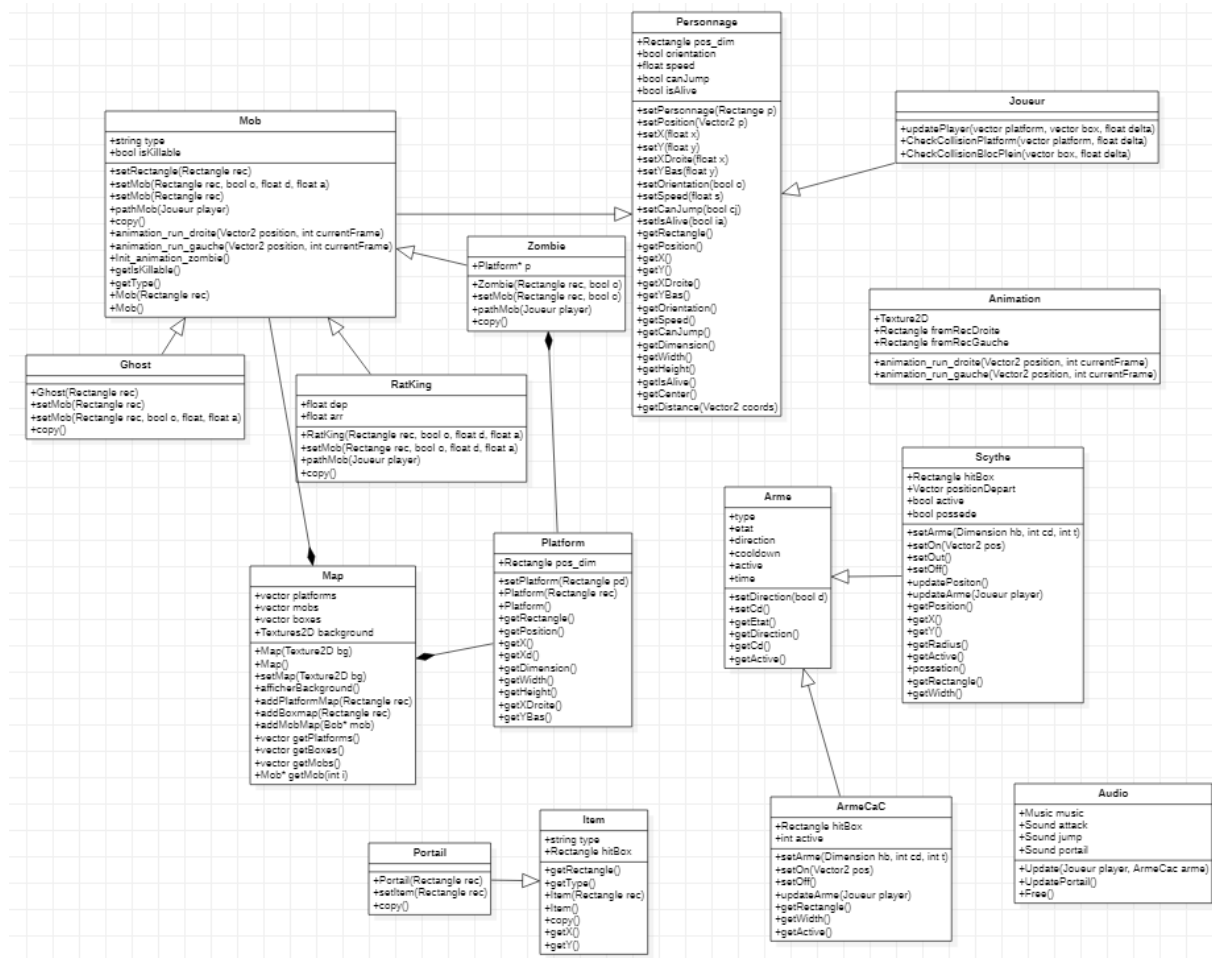 Personnage
+Rectangle pos_dim
+bool orientation
+float speed
+bool canJump
+bool isAlive
+setPersonnage(Rectange p)
+setPosition(Vector2 p)
+setX(float x)
+setY(float y)
+setXDroite(float x)
+setYBas(float y)
+setOrientation(bool o)
+setSpeed(float s)
+setCanJump(bool cj)
+setIsAlive(bool ia)
+getRectangle()
+getPosition()
+getX()
+getY()
+getXDroite()
+getYBas()
+getOrientation()
+getSpeed()
+getCanJump()
+getDimension()
+getWidth()
+getHeight()
+getIsAlive()
+getCenter()
+getDistance(Vector2 coords)
Joueur
+updatePlayer(vector platform, vector box, float delta)
+CheckCollisionPlatform(vector platform, float delta)
+CheckCollisionBlocPlein(vector box, float delta)
Mob
+string type
+bool isKillable
+setRectangle(Rectangle rec)
+setMob(Rectangle rec, bool o, float d, float a)
+setMob(Rectangle rec)
+pathMob(Joueur player)
+copy()
+animation_run_droite(Vector2 position, int currentFrame)
+animation_run_gauche(Vector2 position, int currentFrame)
+Init_animation_zombie()
+getIsKillable()
+getType()
+Mob(Rectangle rec)
+Mob()
Zombie
+Platform* p
+Zombie(Rectangle rec, bool o)
+setMob(Rectangle rec, bool o)
+pathMob(Joueur player)
+copy()
Animation
+Texture2D
+Rectangle fremRecDroite
+Rectangle fremRecGauche
+animation_run_droite(Vector2 position, int currentFrame)
+animation_run_gauche(Vector2 position, int currentFrame)
Ghost
+Ghost(Rectangle rec)
+setMob(Rectangle rec)
+setMob(Rectangle rec, bool o, float, float a)
+copy()
RatKing
+float dep
+float arr
+RatKing(Rectangle rec, bool o, float d, float a)
+setMob(Rectange rec, bool o, float d, float a)
+pathMob(Joueur player)
+copy()
Scythe
+Rectangle hitBox
+Vector positionDepart
+bool active
+bool possede
+setArme(Dimension hb, int cd, int t)
+setOn(Vector2 pos)
+setOut()
+setOff()
+updatePositon()
+updateArme(Joueur player)
+getPosition()
+getX()
+getY()
+getRadius()
+getActive()
+possetion()
+getRectangle()
+getWidth()
Arme
+type
+etat
+direction
+cooldown
+active
+time
+setDirection(bool d)
+setCd()
+getEtat()
+getDirection()
+getCd()
+getActive()
Platform
+Rectangle pos_dim
+setPlatform(Rectangle pd)
+Platform(Rectangle rec)
+Platform()
+getRectangle()
+getPosition()
+getX()
+getXd()
+getDimension()
+getWidth()
+getHeight()
+getXDroite()
+getYBas()
Map
+vector platforms
+vector mobs
+vector boxes
+Textures2D background
+Map(Texture2D bg)
+Map()
+setMap(Texture2D bg)
+afficherBackground()
+addPlatformMap(Rectangle rec)
+addBoxmap(Rectangle rec)
+addMobMap(Bob* mob)
+vector getPlatforms()
+vector getBoxes()
+vector getMobs()
+Mob* getMob(int i)
Audio
+Music music
+Sound attack
+Sound jump
+Sound portail
+Update(Joueur player, ArmeCac arme)
+UpdatePortail()
+Free()
ArmeCaC
+Rectangle hitBox
+int active
+setArme(Dimension hb, int cd, int t)
+setOn(Vector2 pos)
+setOff()
+updateArme(Joueur player)
+getRectangle()
+getWidth()
+getActive()
Item
+string type
+Rectangle hitBox
+getRectangle()
+getType()
+Item(Rectangle rec)
+Item()
+copy()
+getX()
+getY()
Portail
+Portail(Rectangle rec)
+setItem(Rectangle rec)
+copy()